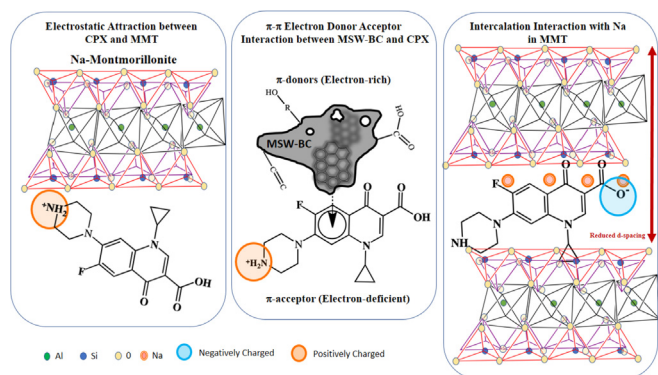 Electrostatic Attraction between
CPX and MMT
Na-Montmorillonite
⁺NH₂
N
N
F
O
O
OH
π-π Electron Donor Acceptor
Interaction between MSW-BC and CPX
π-donors (Electron-rich)
HO
R
HO
C
O
MSW-BC
C
C
F
O
O
OH
N
N
⁺H₂N
π-acceptor (Electron-deficient)
Intercalation Interaction with Na
in MMT
F
O
O
O⁻
N
N
NH
Reduced d-spacing
Al
Si
O
Na
Negatively Charged
Positively Charged